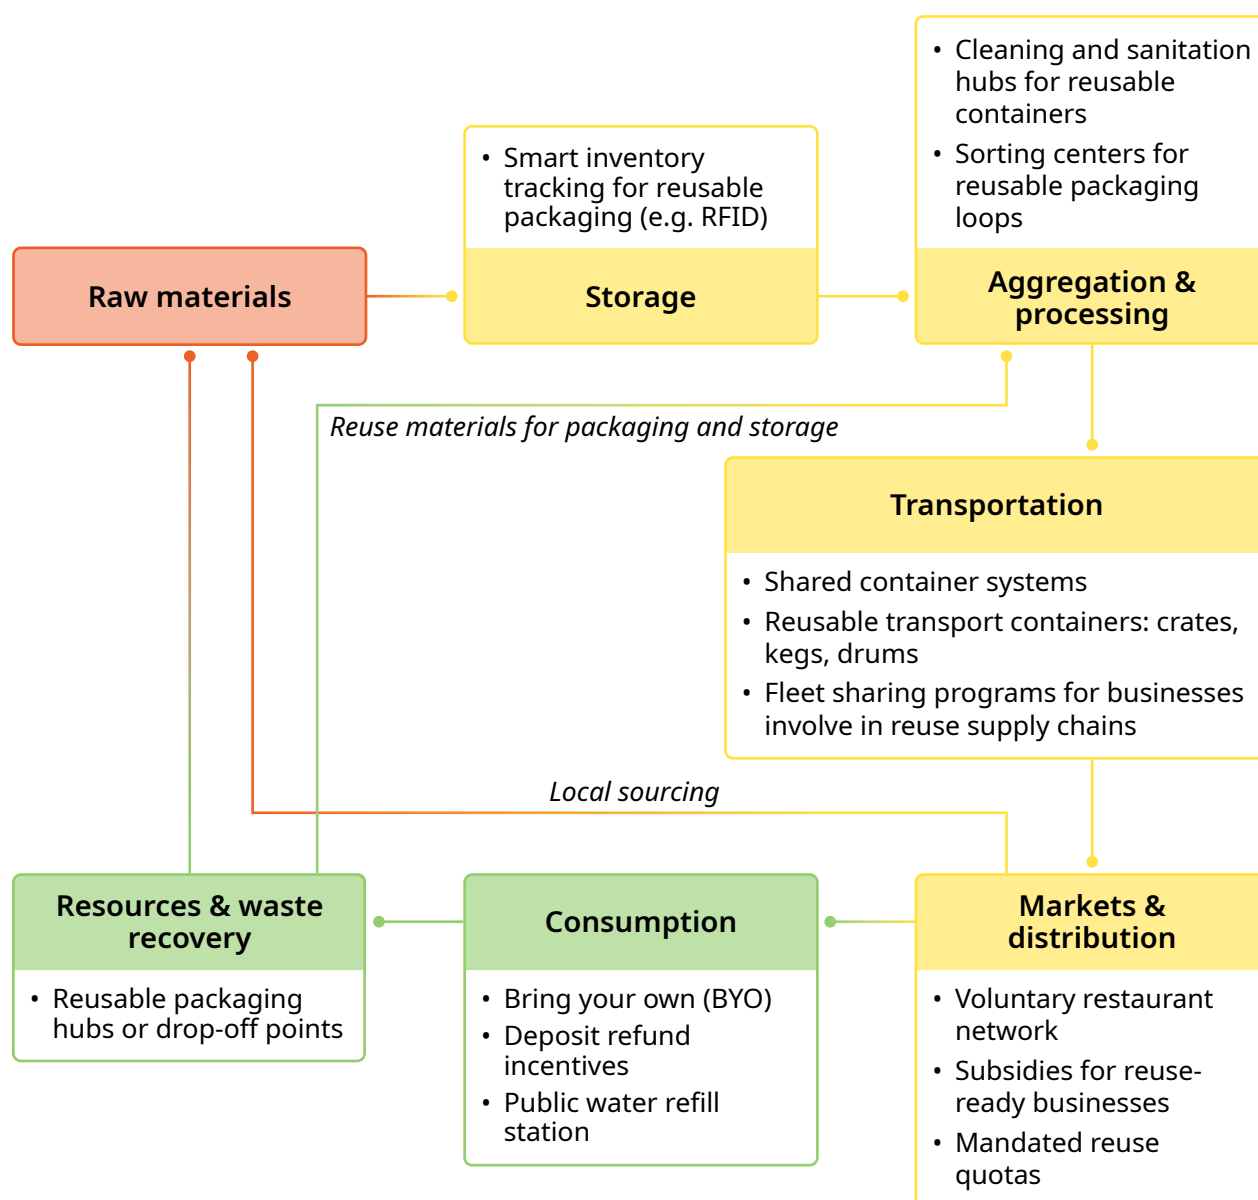 • Cleaning and sanitation
hubs for reusable
containers
• Sorting centers for
reusable packaging
loops
Aggregation &
processing
• Smart inventory
tracking for reusable
packaging (e.g. RFID)
Storage
Raw materials
Reuse materials for packaging and storage
Transportation
• Shared container systems
• Reusable transport containers: crates,
kegs, drums
• Fleet sharing programs for businesses
involve in reuse supply chains
Local sourcing
Resources & waste
recovery
• Reusable packaging
hubs or drop-off points
Consumption
• Bring your own (BYO)
• Deposit refund
incentives
• Public water refill
station
Markets &
distribution
• Voluntary restaurant
network
• Subsidies for reuse-
ready businesses
• Mandated reuse
quotas